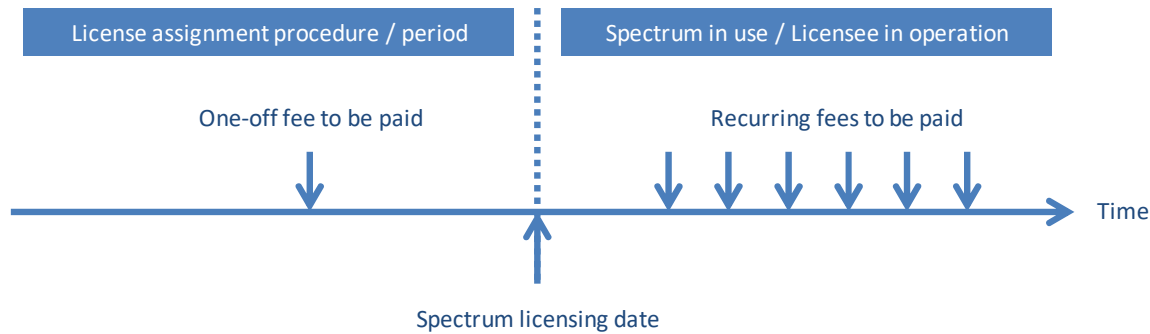 License assignment procedure / period
Spectrum in use / Licensee in operation
One-off fee to be paid
Recurring fees to be paid
Time
Spectrum licensing date